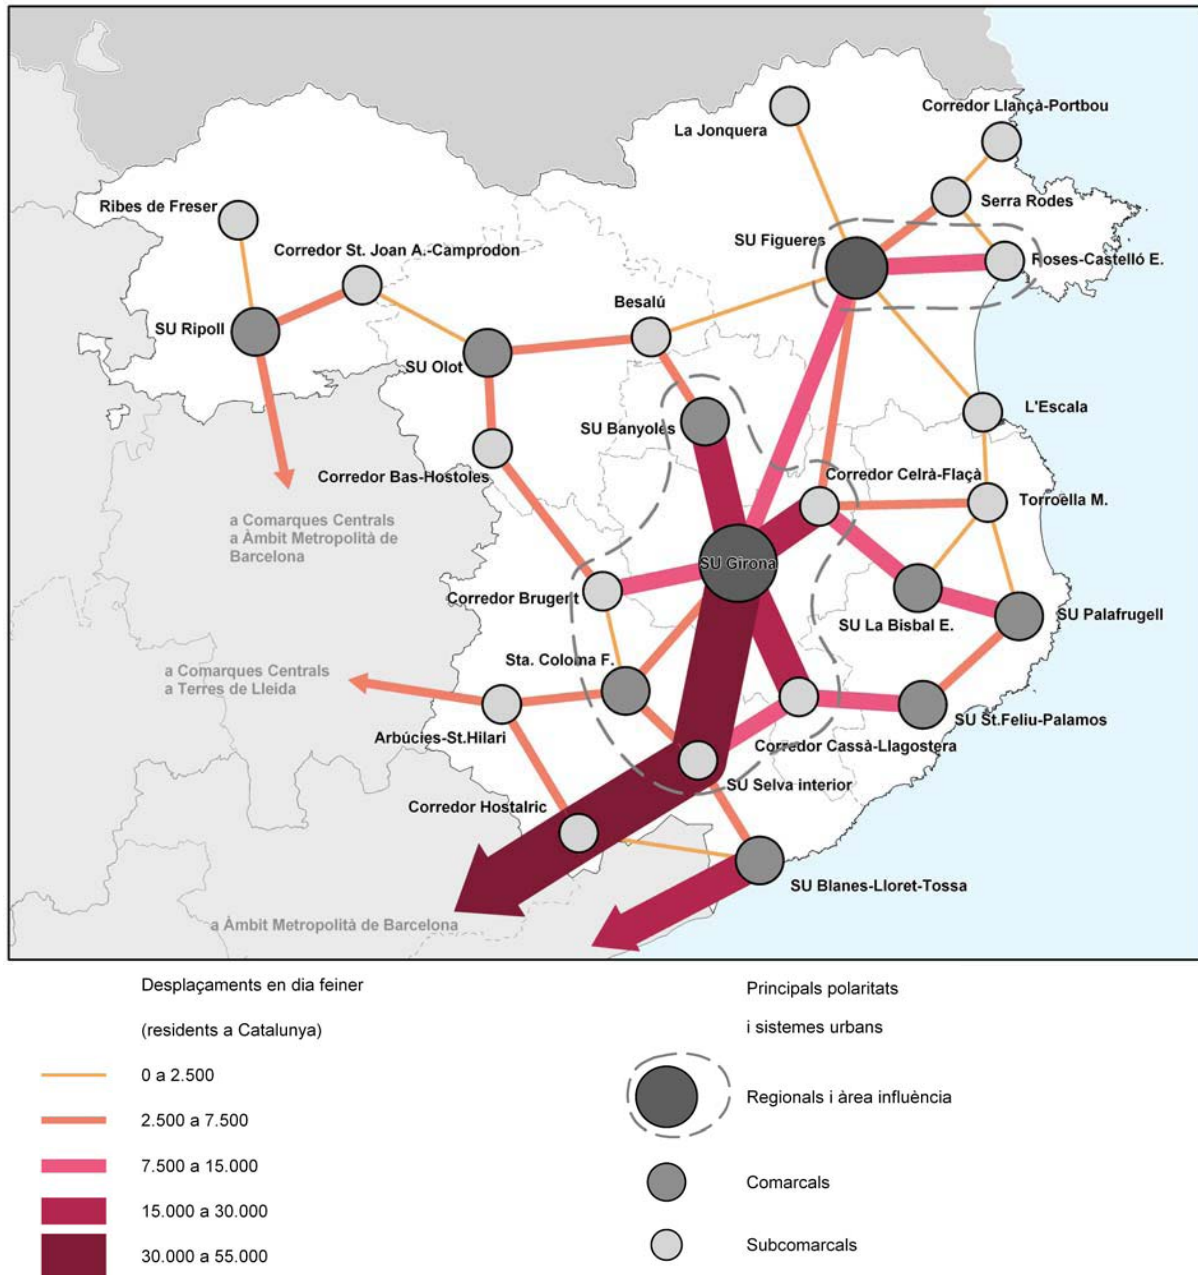 Corredor Llançà-Portbou
La Jonquera
Ribes de Freser
Serra Rodes
Corredor St. Joan A.-Camprodon
SU Figueres
Roses-Castelló E.
Besalú
SU Ripoll
SU Olot
L'Escala
SU Banyoles
Corredor Celrà-Flaçà
Corredor Bas-Hostoles
Torroella M.
a Comarques Centrals
a Àmbit Metropolità de
Barcelona
SU Girona
Corredor Brugent
SU La Bisbal E.
SU Palafrugell
Sta. Coloma F.
a Comarques Centrals
a Terres de Lleida
SU St.Feliu-Palamos
Arbúcies-St.Hilari
Corredor Cassà-Llagostera
SU Selva interior
Corredor Hostalric
SU Blanes-Lloret-Tossa
a Àmbit Metropolità de Barcelona
Desplaçaments en dia feiner
(residents a Catalunya)
0 a 2.500
2.500 a 7.500
7.500 a 15.000
15.000 a 30.000
30.000 a 55.000
Principals polaritats
i sistemes urbans
Regionals i àrea influència
Comarcals
Subcomarcals